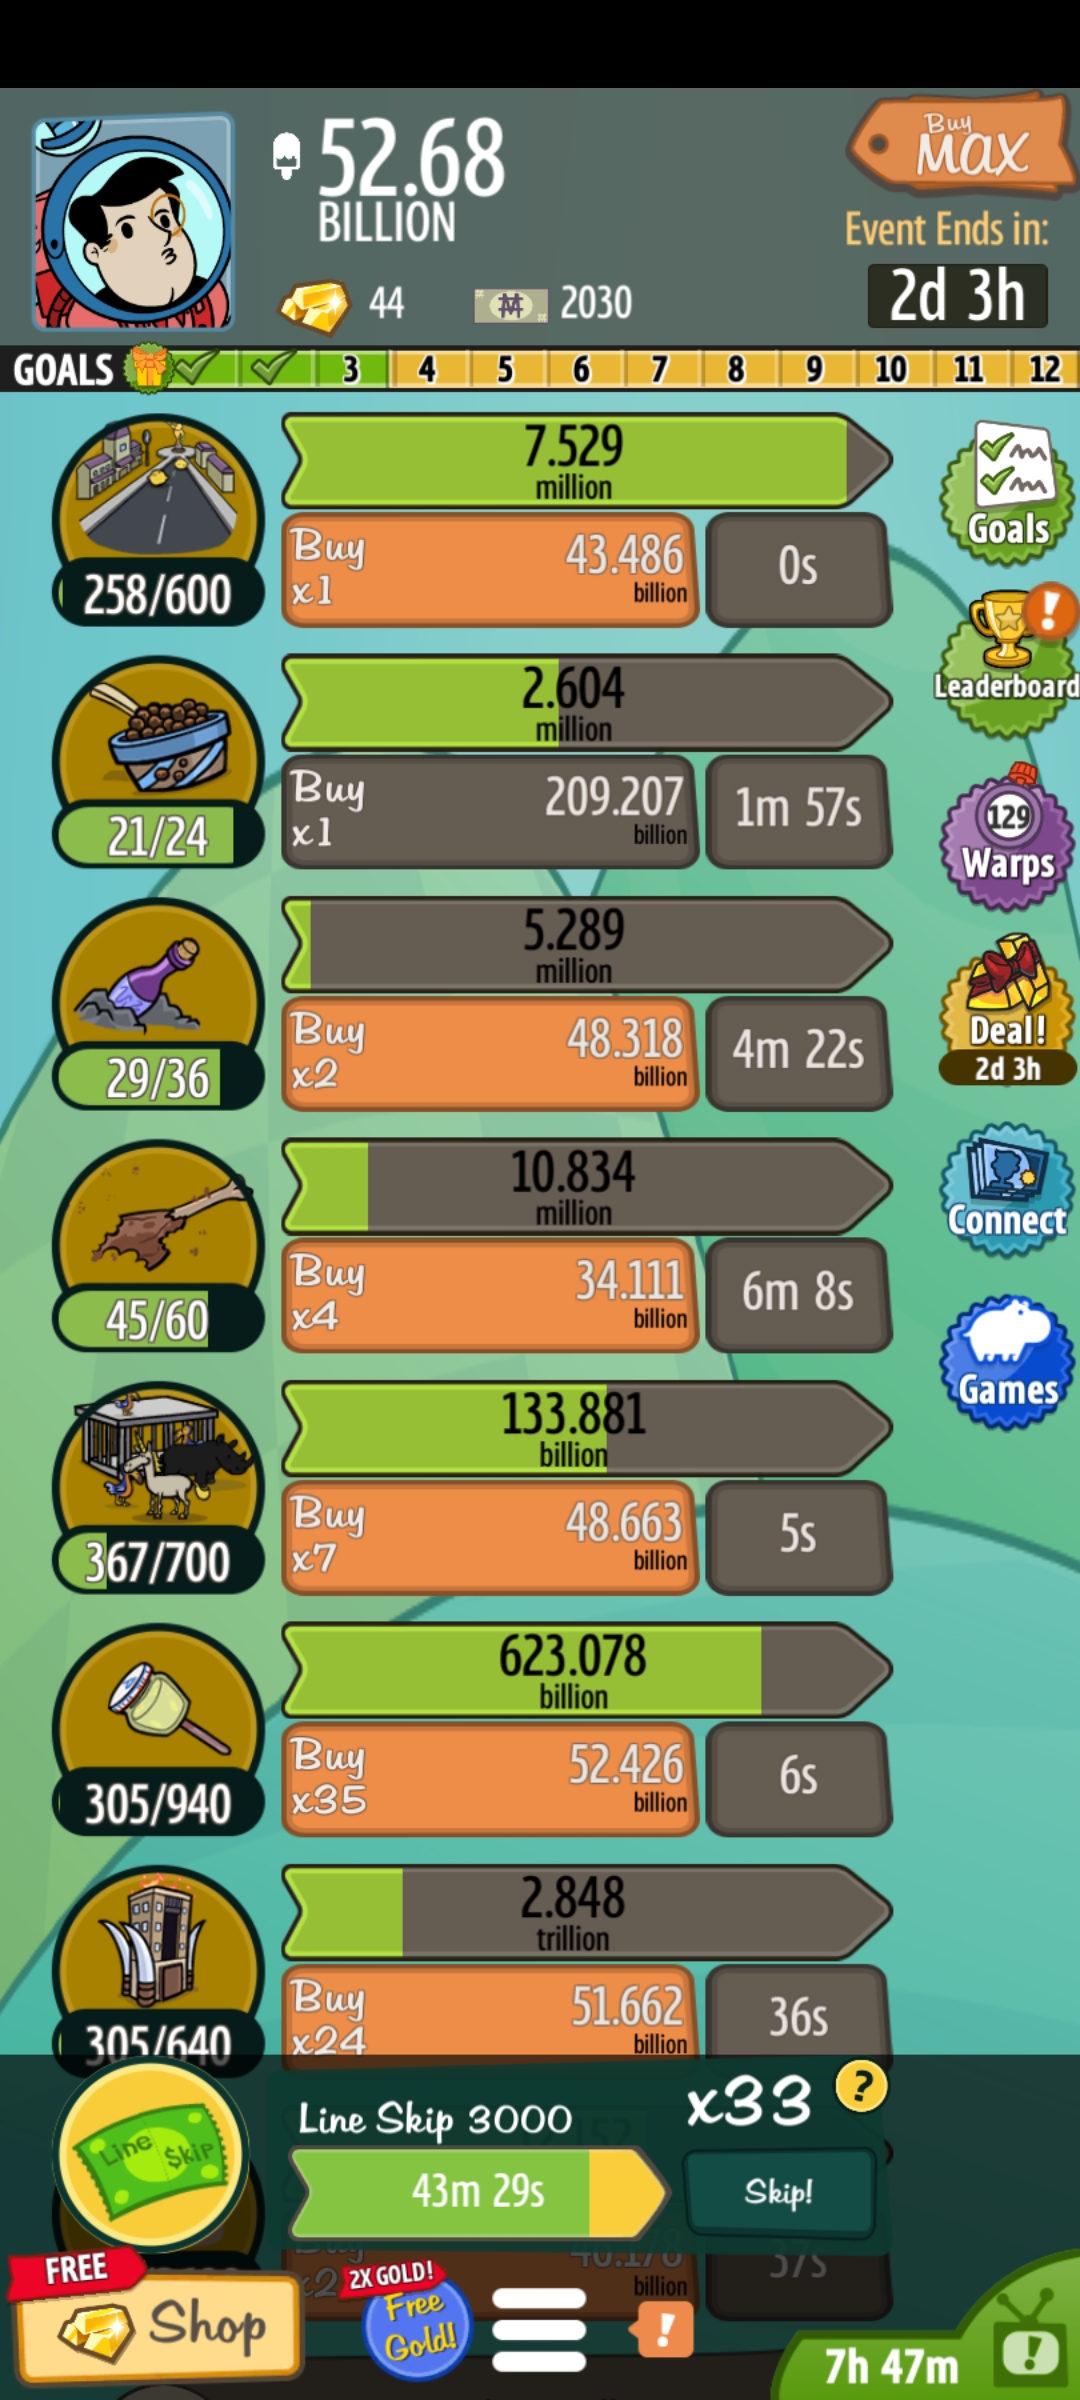 52.68
BILLION
Buy
MAX
Event Ends in:
2d 3h
44
2030
GOALS 3 4 5 6 7 8 9 10 11 12
7.529
million
Buy
x1
43.486
billion
0s
258/600
Goals
2.604
million
Buy
x1
209.207
billion
1m 57s
21/24
Leaderboard
5.289
million
Buy
x2
48.318
billion
4m 22s
29/36
129
Warps
10.834
million
Buy
x4
34.111
billion
6m 8s
45/60
Deal!
2d 3h
133.881
billion
Buy
x7
48.663
billion
5s
367/700
Connect
623.078
billion
Buy
x35
52.426
billion
6s
305/940
Games
2.848
trillion
Buy
x24
51.662
billion
36s
305/640
Line Skip
Line Skip 3000
x33
?
43m 29s
Skip!
billion
37s
FREE
Shop
2X GOLD!
Free
Gold!
!
7h 47m